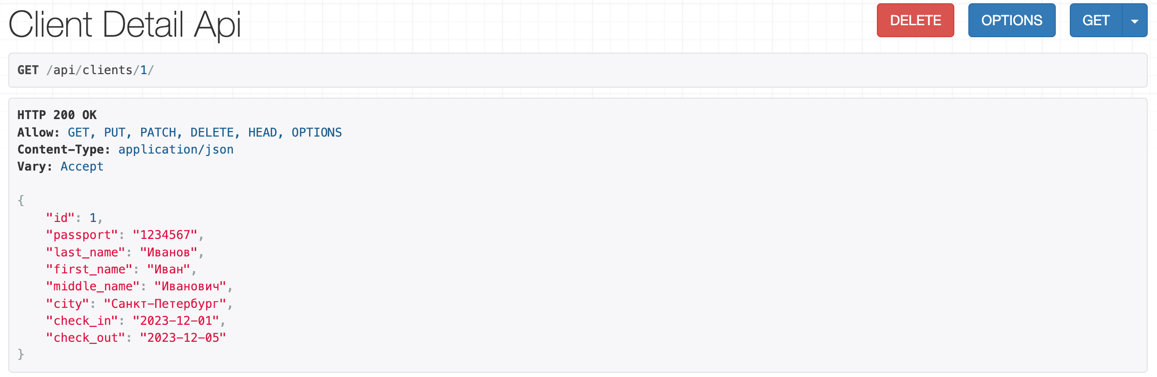 Client Detail Api
DELETE
OPTIONS
GET
GET /api/clients/1/
HTTP 200 OK
Allow: GET, PUT, PATCH, DELETE, HEAD, OPTIONS
Content-Type: application/json
Vary: Accept
{
    "id": 1,
    "passport": "1234567",
    "last_name": "Иванов",
    "first_name": "Иван",
    "middle_name": "Иванович",
    "city": "Санкт-Петербург",
    "check_in": "2023-12-01",
    "check_out": "2023-12-05"
}